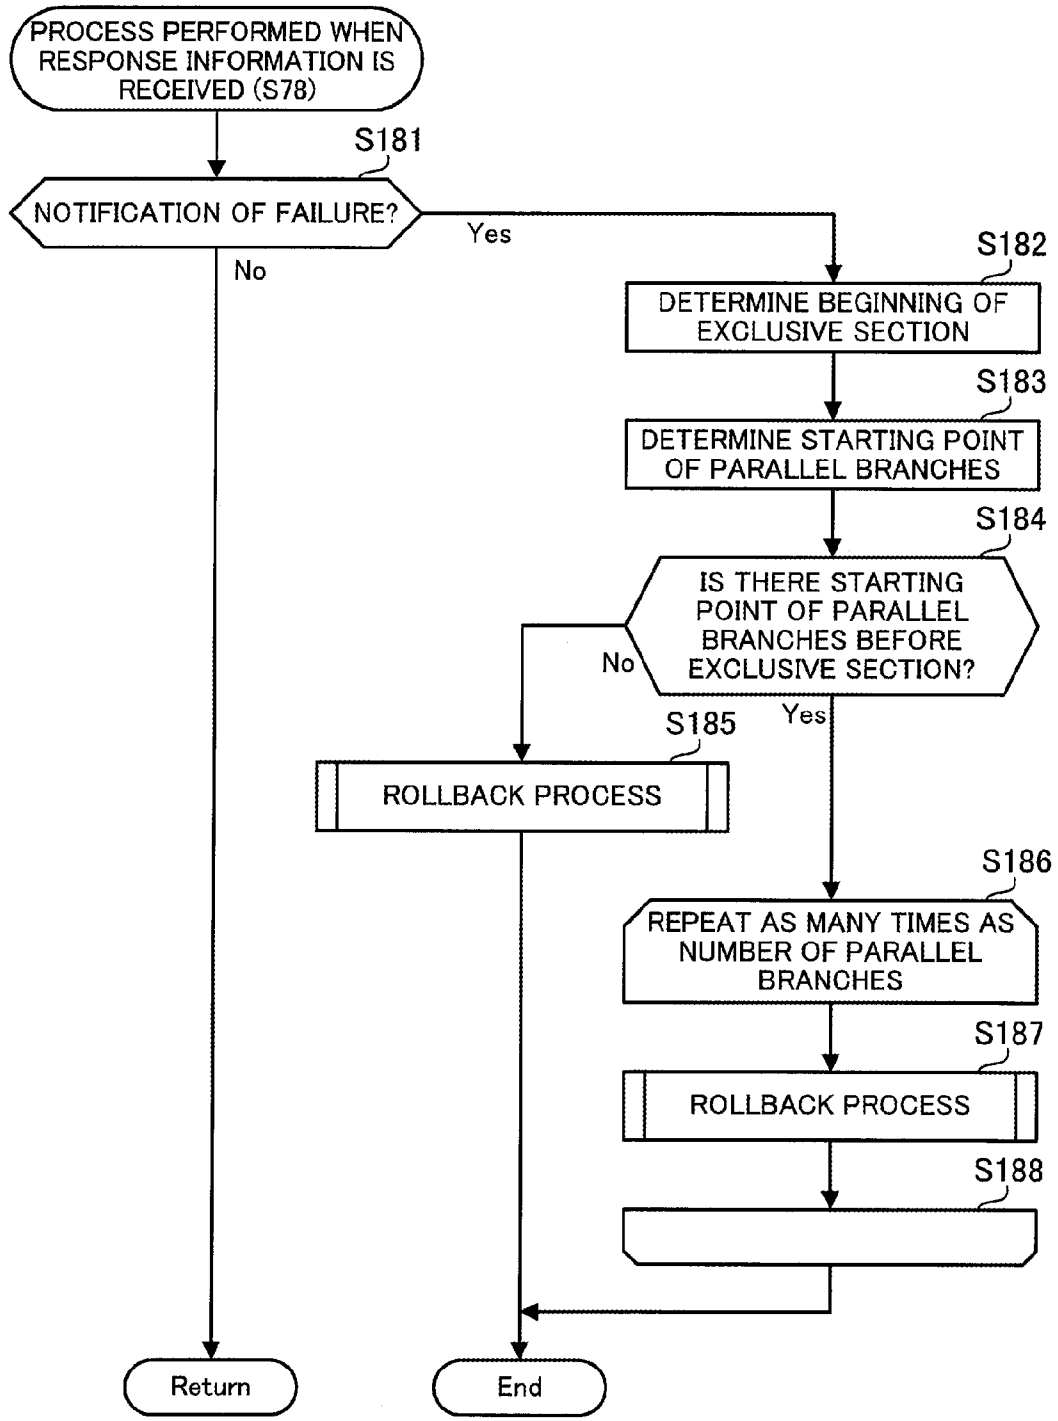 PROCESS PERFORMED WHEN
RESPONSE INFORMATION IS
RECEIVED (S78)
S181
NOTIFICATION OF FAILURE?
Yes
No
S182
DETERMINE BEGINNING OF
EXCLUSIVE SECTION
S183
DETERMINE STARTING POINT
OF PARALLEL BRANCHES
S184
IS THERE STARTING
POINT OF PARALLEL
BRANCHES BEFORE
EXCLUSIVE SECTION?
No
Yes
S185
ROLLBACK PROCESS
S186
REPEAT AS MANY TIMES AS
NUMBER OF PARALLEL
BRANCHES
S187
ROLLBACK PROCESS
S188
Return
End